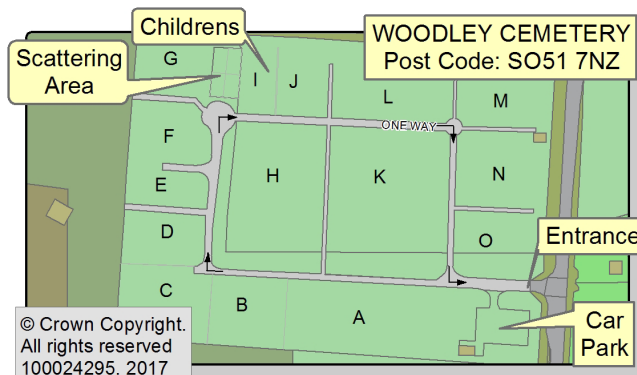 Childrens
WOODLEY CEMETERY
Post Code: SO51 7NZ
Scattering
Area
G
I
J
L
M
ONE WAY
F
H
K
N
E
D
O
Entrance
C
B
A
Car
Park
© Crown Copyright.
All rights reserved
100024295, 2017